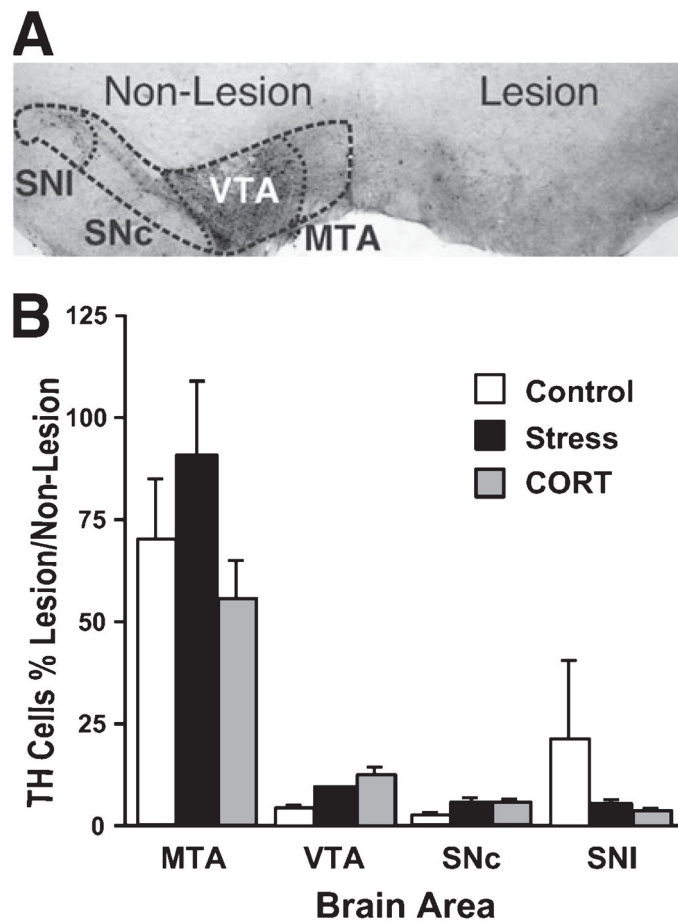 A
Non-Lesion
Lesion
SNl
VTA
SNc
MTA
B
125
100
75
50
25
0
TH Cells % Lesion/Non-Lesion
Control
Stress
CORT
MTA VTA SNc SNl
Brain Area